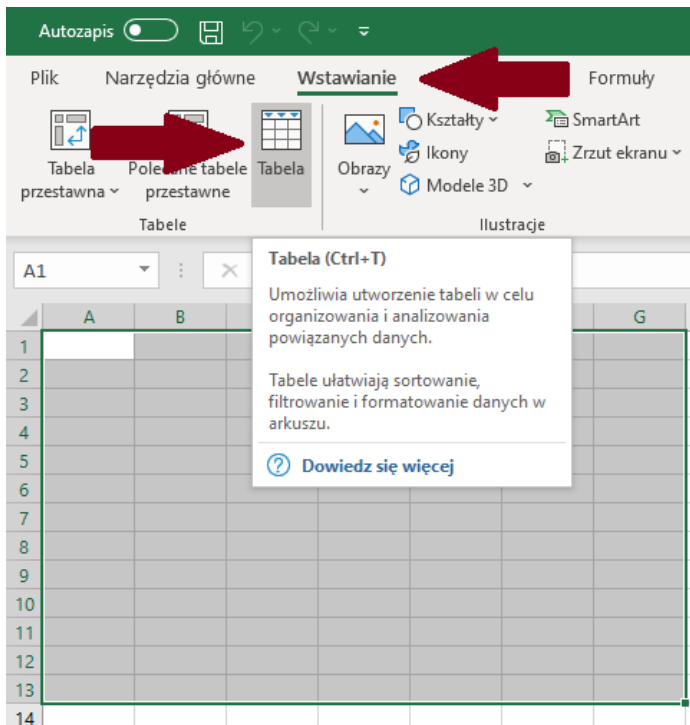 Autozapis
Plik Narzędzia główne Wstawianie Formuły
Tabela przestawna
Polecane tabele przestawne
Tabela
Obrazy
Kształty
Ikony
Modele 3D
SmartArt
Zrzut ekranu
Tabele
Ilustracje
A1
Tabela (Ctrl+T)
Umożliwia utworzenie tabeli w celu
organizowania i analizowania
powiązanych danych.
Tabele ułatwiają sortowanie,
filtrowanie i formatowanie danych w
arkuszu.
Dowiedz się więcej
A B G
1
2
3
4
5
6
7
8
9
10
11
12
13
14